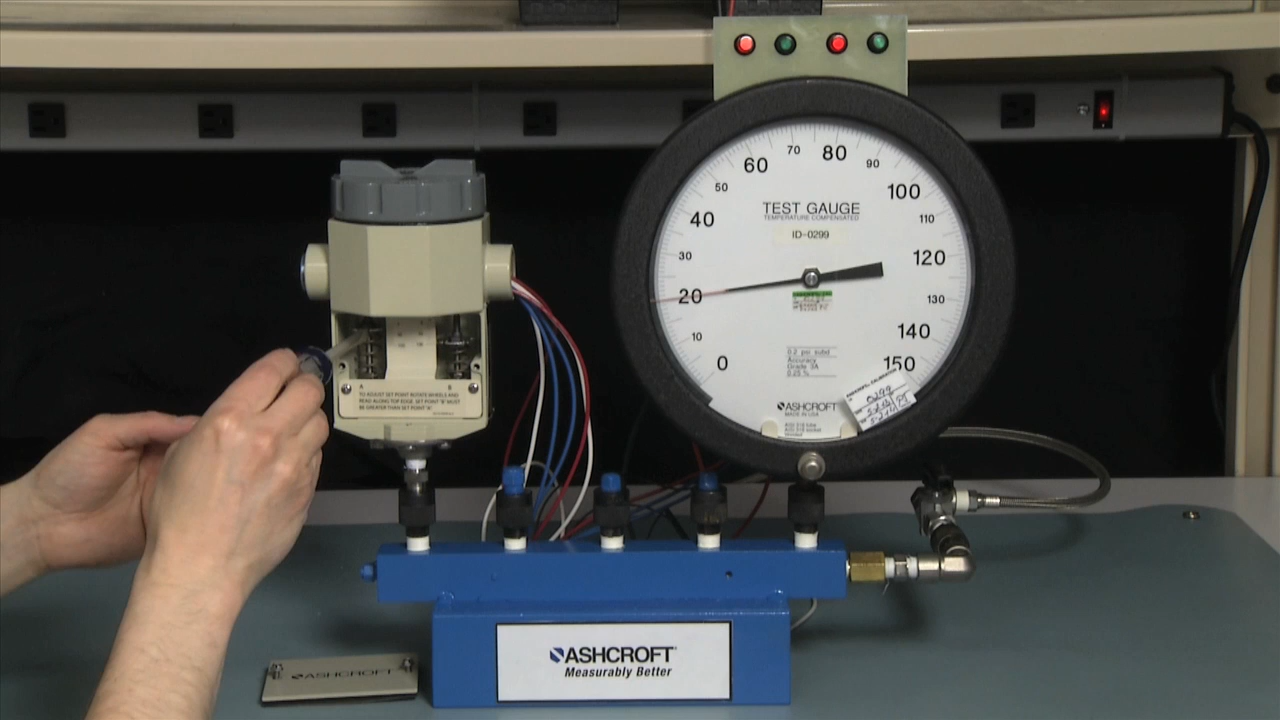 60 70 80
50 90
40 100
TEST GAUGE
TEMPERATURE COMPENSATED
110
ID-0299
30 120
20
130
10 140
0 150
0.2 psi subd
Accuracy
Grade 3A
0.25 %
ASHCROFT
MADE IN USA
0299
A B
TO ADJUST SET POINT ROTATE WHEELS AND
READ ALONG TOP EDGE. SET POINT "B" MUST
BE GREATER THAN SET POINT "A"
ASHCROFT
Measurably Better
ASHCROFT